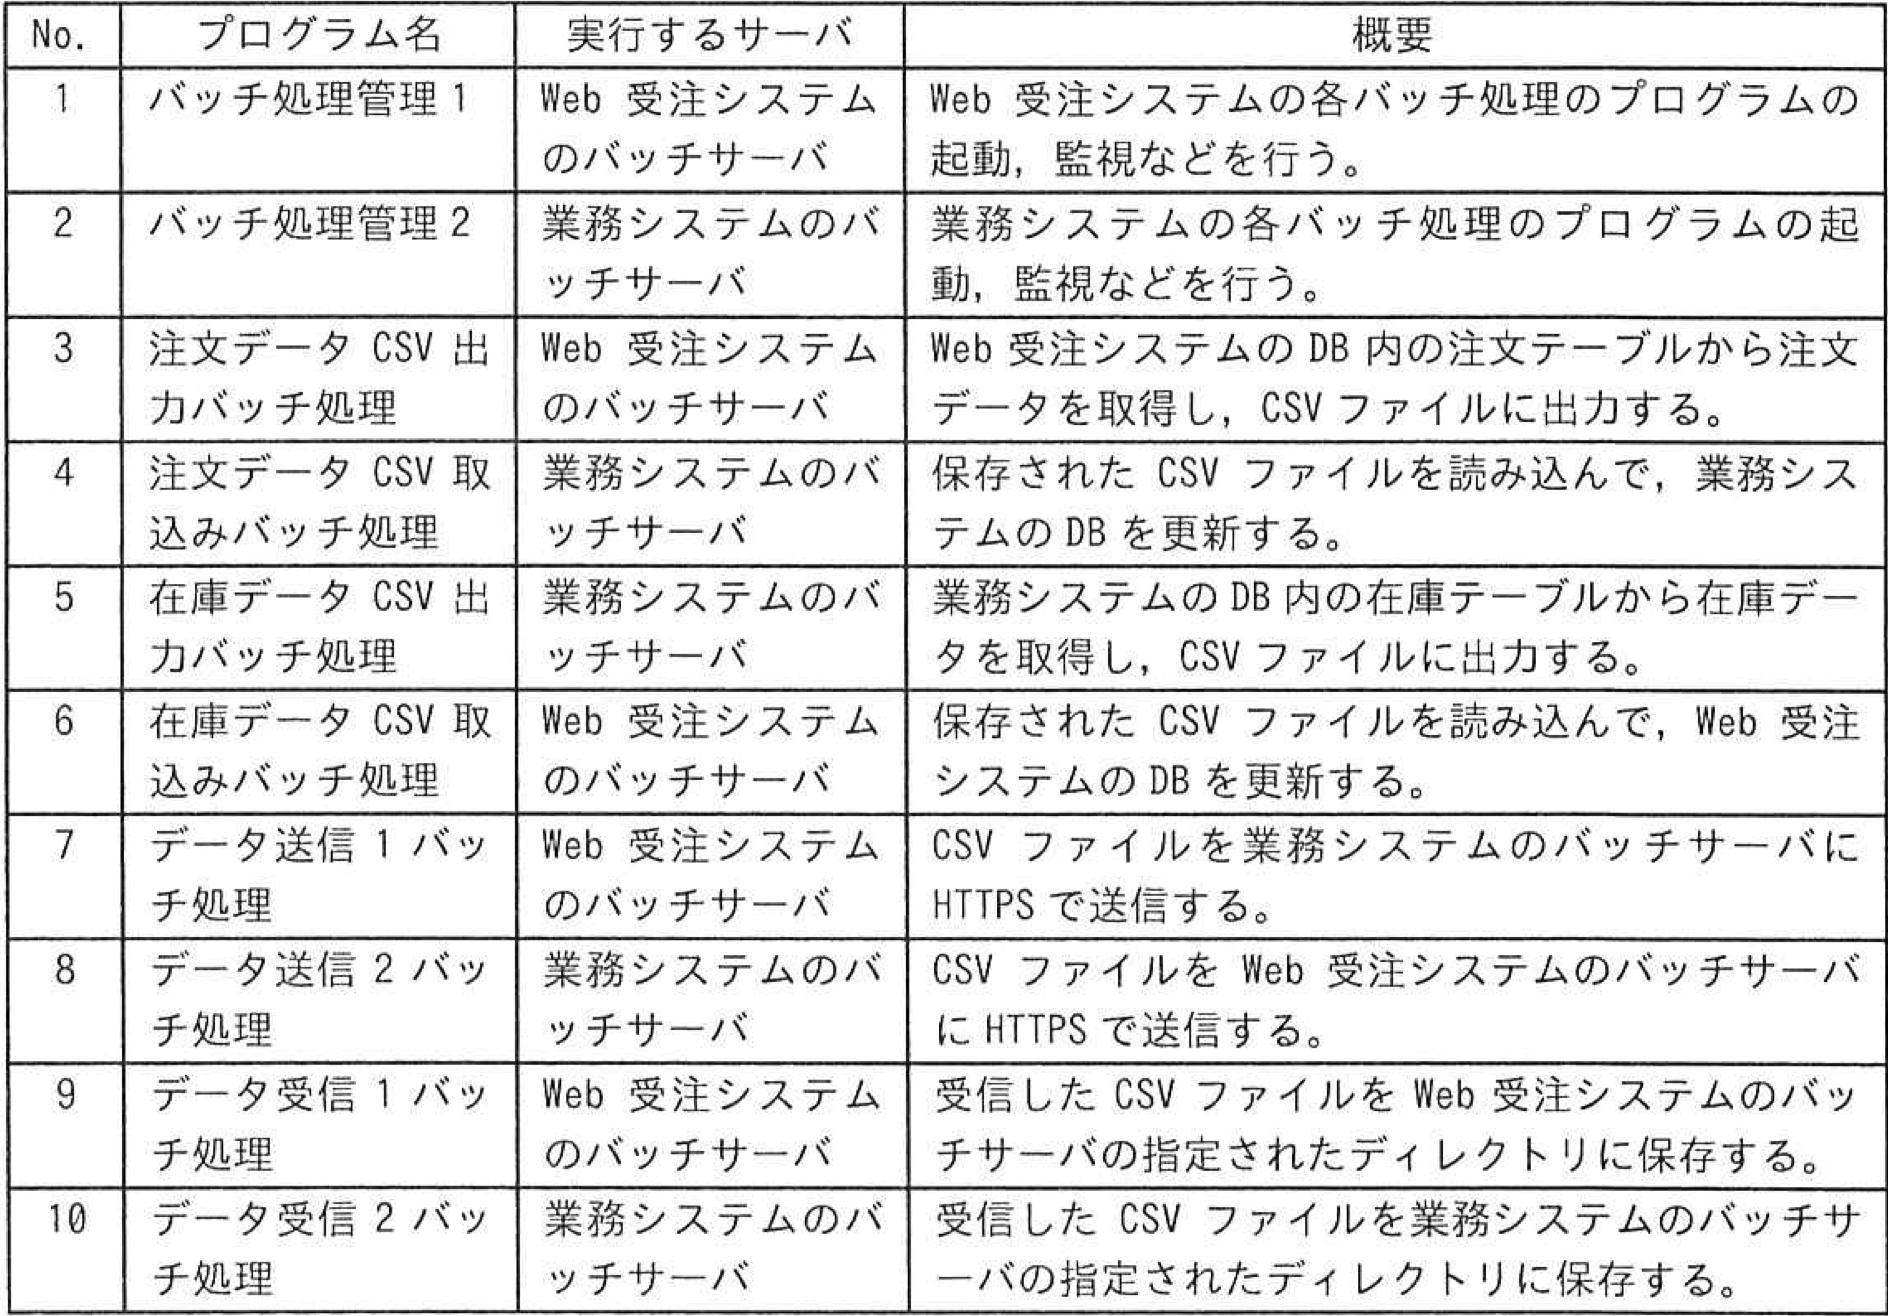 No. プログラム名 実行するサーバ 概要
1 バッチ処理管理1 Web 受注システム Web 受注システムの各バッチ処理のプログラムの
のバッチサーバ 起動，監視などを行う。
2 バッチ処理管理2 業務システムのバ 業務システムの各バッチ処理のプログラムの起
ッチサーバ 動，監視などを行う。
3 注文データ CSV 出 Web 受注システム Web 受注システムの DB 内の注文テーブルから注文
力バッチ処理 のバッチサーバ データを取得し，CSV ファイルに出力する。
4 注文データ CSV 取 業務システムのバ 保存された CSV ファイルを読み込んで，業務シス
込みバッチ処理 ッチサーバ テムの DB を更新する。
5 在庫データ CSV 出 業務システムのバ 業務システムの DB 内の在庫テーブルから在庫デー
力バッチ処理 ッチサーバ タを取得し，CSV ファイルに出力する。
6 在庫データ CSV 取 Web 受注システム 保存された CSV ファイルを読み込んで，Web 受注
込みバッチ処理 のバッチサーバ システムの DB を更新する。
7 データ送信 1 バッ Web 受注システム CSV ファイルを業務システムのバッチサーバに
チ処理 のバッチサーバ HTTPS で送信する。
8 データ送信 2 バッ 業務システムのバ CSV ファイルを Web 受注システムのバッチサーバ
チ処理 ッチサーバ に HTTPS で送信する。
9 データ受信 1 バッ Web 受注システム 受信した CSV ファイルを Web 受注システムのバッ
チ処理 のバッチサーバ チサーバの指定されたディレクトリに保存する。
10 データ受信 2 バッ 業務システムのバ 受信した CSV ファイルを業務システムのバッチサ
チ処理 ッチサーバ ーバの指定されたディレクトリに保存する。